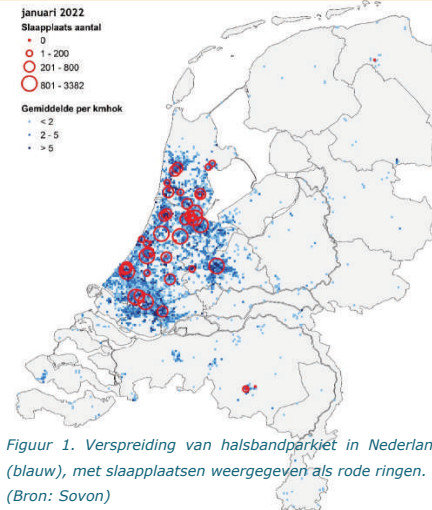 januari 2022
Slaapplaats aantal
0
1 - 200
201 - 800
801 - 3382
Gemiddelde per kmhok
< 2
2 - 5
> 5
Figuur 1. Verspreiding van halsbandparkiet in Nederlan
(blauw), met slaapplaatsen weergegeven als rode ringen.
(Bron: Sovon)